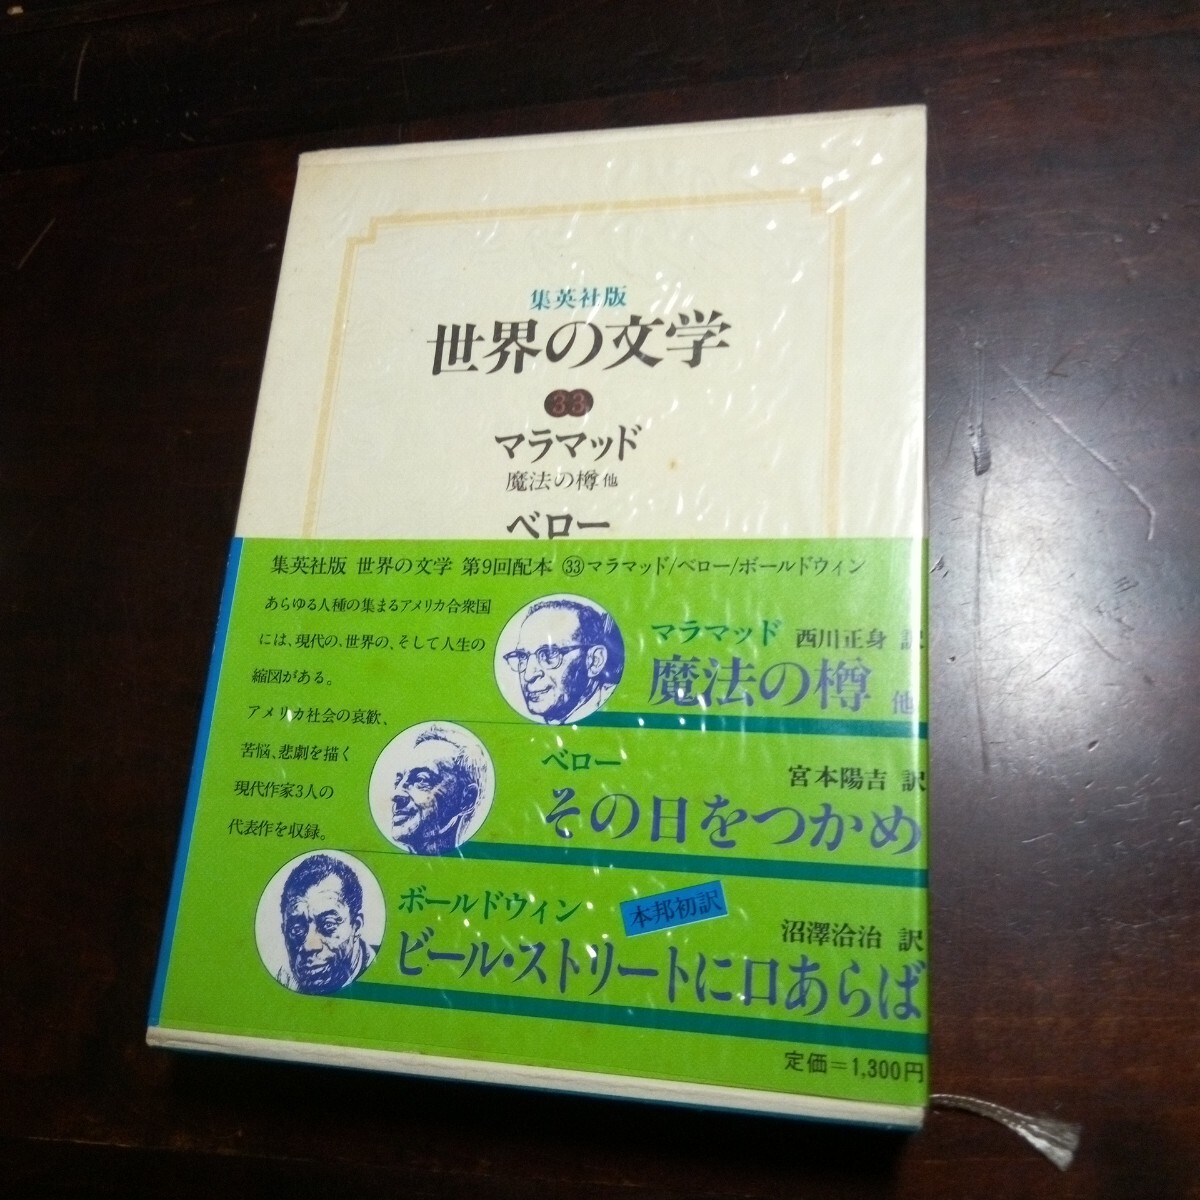 集英社版
世界の文学
33
マラマッド
魔法の樽 他
ベロー
集英社版 世界の文学 第9回配本 ㉝マラマッド/ベロー/ボールドウィン
あらゆる人種の集まるアメリカ合衆国
には、現代の、世界の、そして人生の
縮図がある。
アメリカ社会の哀歓、
苦悩、悲劇を描く
現代作家3人の
代表作を収録。
マラマッド 西川正身 訳
魔法の樽 他
ベロー 宮本陽吉 訳
その日をつかめ
ボールドウィン 本邦初訳 沼澤洽治 訳
ビール・ストリートに口あらば
定価=1,300円